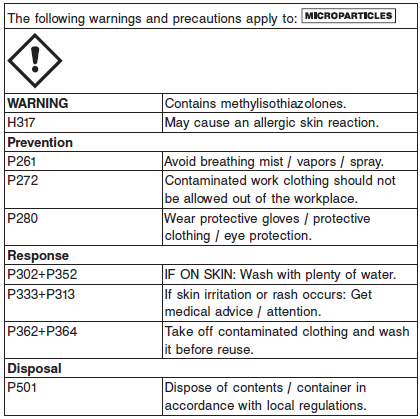 The following warnings and precautions apply to: MICROPARTICLES
!
WARNING Contains methylisothiazolones.
H317 May cause an allergic skin reaction.
Prevention
P261 Avoid breathing mist / vapors / spray.
P272 Contaminated work clothing should not
be allowed out of the workplace.
P280 Wear protective gloves / protective
clothing / eye protection.
Response
P302+P352 IF ON SKIN: Wash with plenty of water.
P333+P313 If skin irritation or rash occurs: Get
medical advice / attention.
P362+P364 Take off contaminated clothing and wash
it before reuse.
Disposal
P501 Dispose of contents / container in
accordance with local regulations.